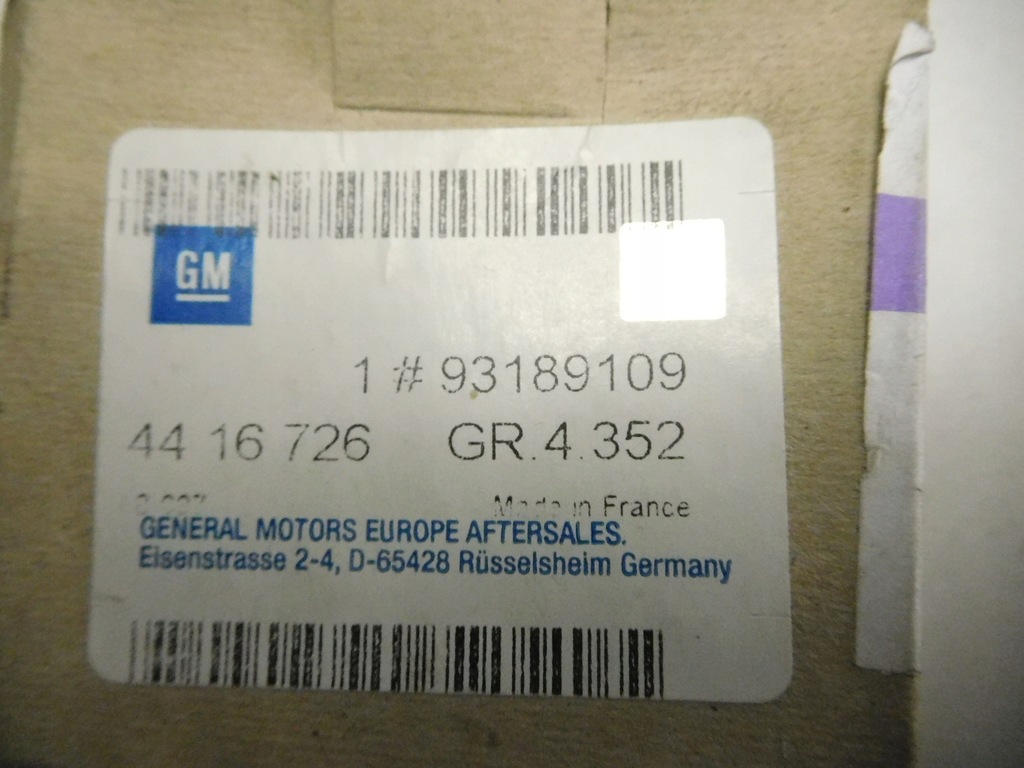 GM
1 # 93189109
44 16 726 GR.4.352
Made in France
GENERAL MOTORS EUROPE AFTERSALES.
Eisenstrasse 2-4, D-65428 Rüsselsheim Germany